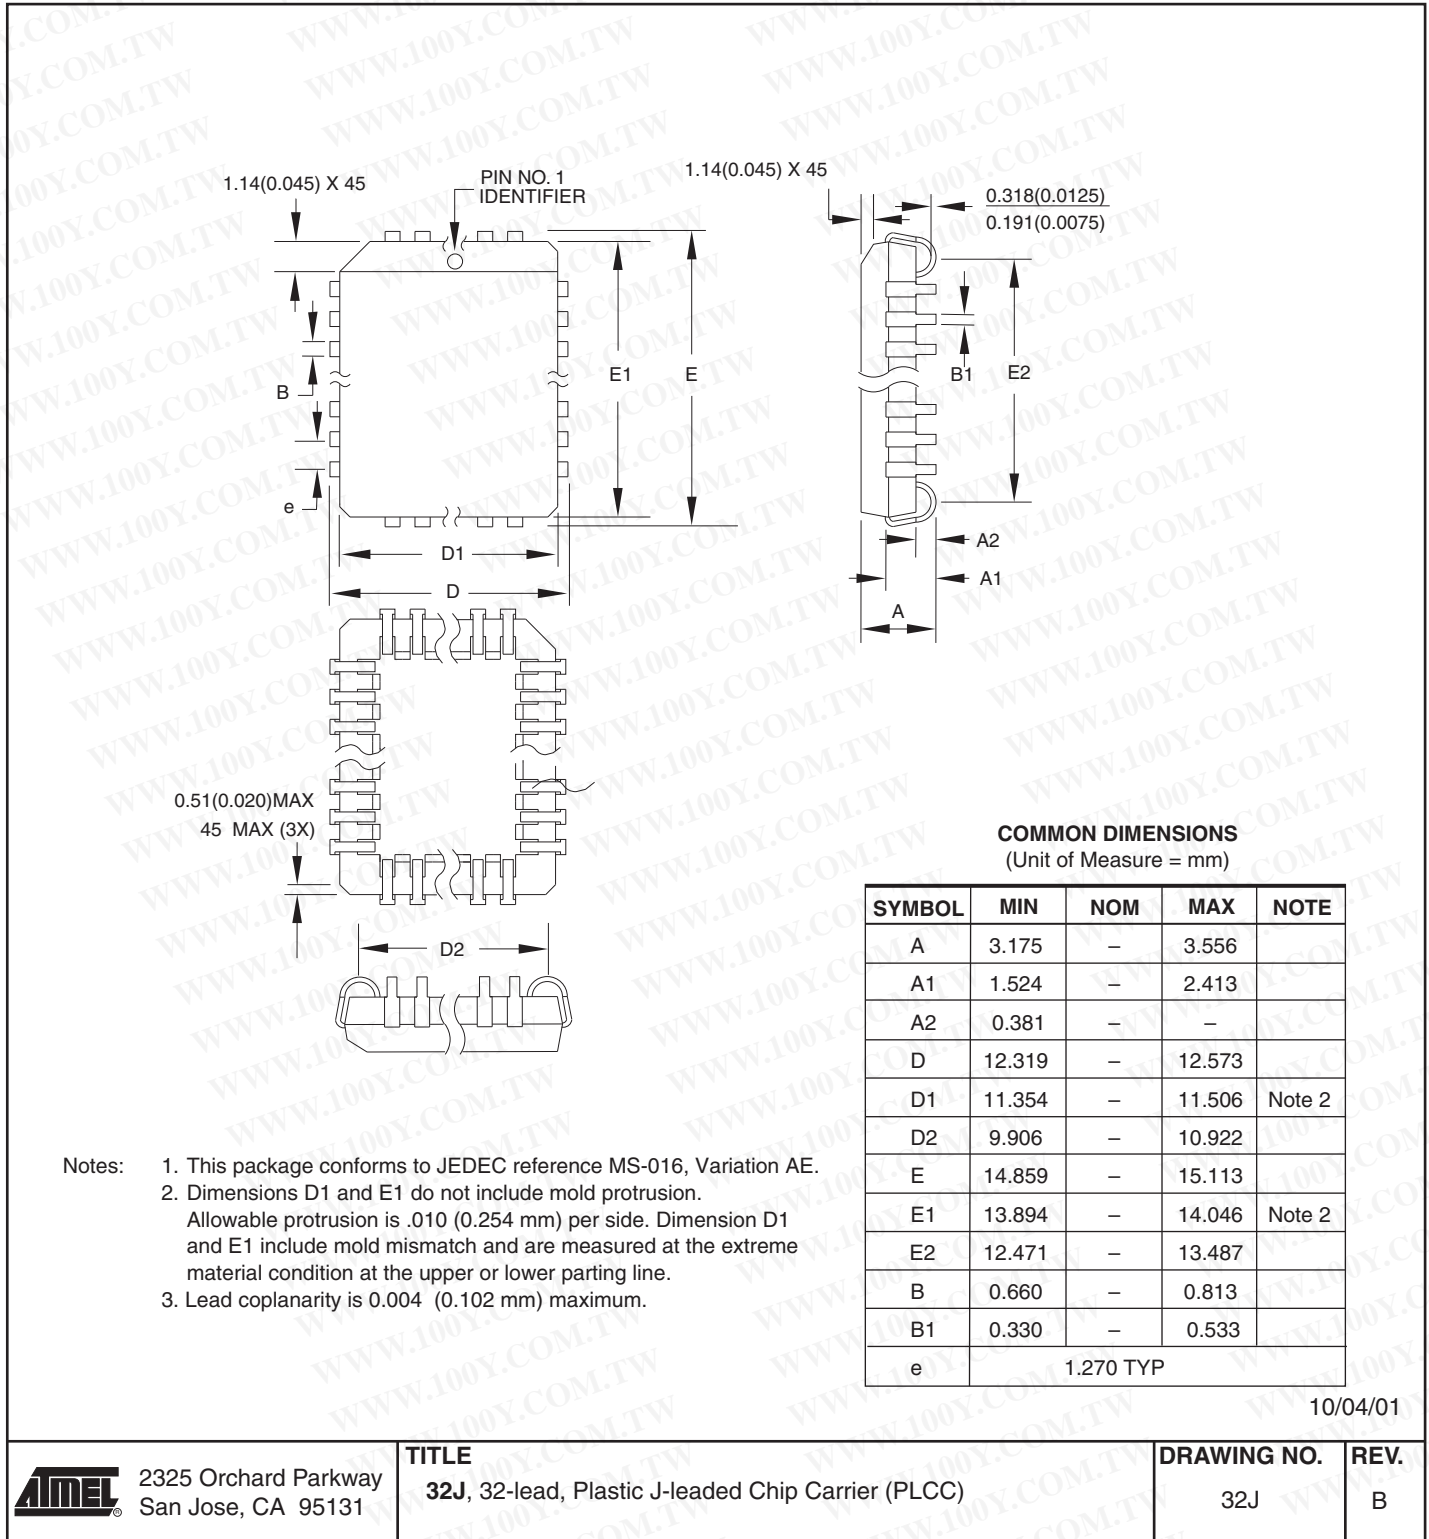 1.14(0.045) X 45
PIN NO. 1
IDENTIFIER
1.14(0.045) X 45
0.318(0.0125)
0.191(0.0075)
B
e
E1
E
B1
E2
D1
D
A2
A1
A
0.51(0.020)MAX
45 MAX (3X)
D2
COMMON DIMENSIONS
(Unit of Measure = mm)
SYMBOL MIN NOM MAX NOTE
A 3.175 – 3.556
A1 1.524 – 2.413
A2 0.381 – –
D 12.319 – 12.573
D1 11.354 – 11.506 Note 2
D2 9.906 – 10.922
E 14.859 – 15.113
E1 13.894 – 14.046 Note 2
E2 12.471 – 13.487
B 0.660 – 0.813
B1 0.330 – 0.533
e 1.270 TYP
Notes: 1. This package conforms to JEDEC reference MS-016, Variation AE.
2. Dimensions D1 and E1 do not include mold protrusion.
Allowable protrusion is .010 (0.254 mm) per side. Dimension D1
and E1 include mold mismatch and are measured at the extreme
material condition at the upper or lower parting line.
3. Lead coplanarity is 0.004 (0.102 mm) maximum.
10/04/01
ATMEL ®
2325 Orchard Parkway
San Jose, CA 95131
TITLE
32J, 32-lead, Plastic J-leaded Chip Carrier (PLCC)
DRAWING NO.
32J
REV.
B
WWW.100Y.COM.TW